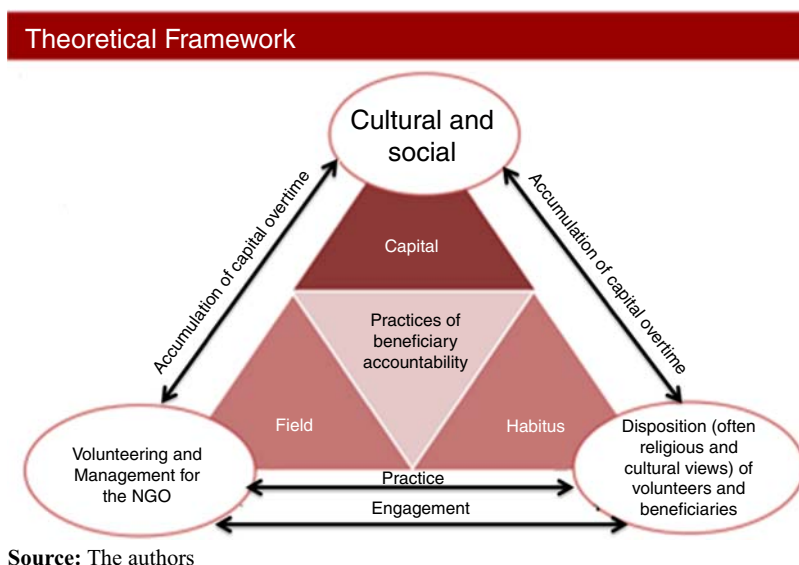 Theoretical Framework
Cultural and
social
Accumulation of capital overtime
Accumulation of capital overtime
Capital
Practices of
beneficiary
accountability
Field
Habitus
Volunteering and
Management for
the NGO
Disposition (often
religious and
cultural views) of
volunteers and
beneficiaries
Practice
Engagement
Source: The authors